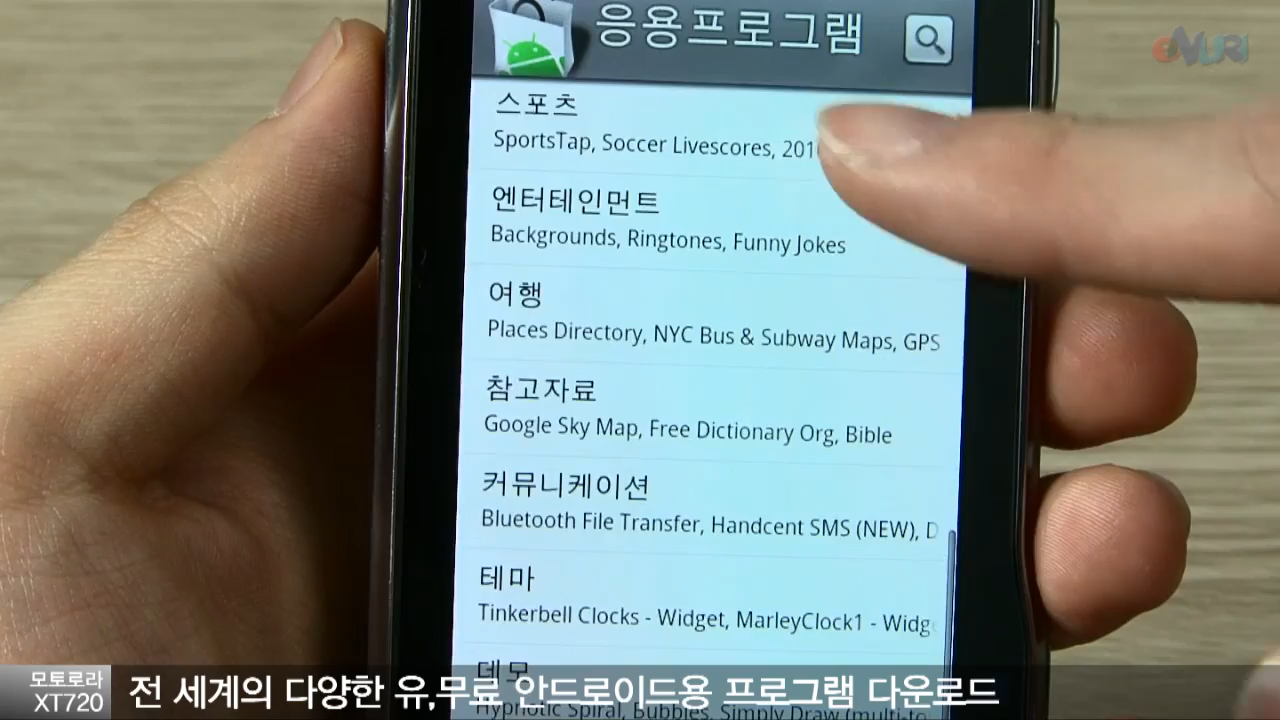 응용프로그램
eNURI
스포츠
SportsTap, Soccer Livescores, 201
엔터테인먼트
Backgrounds, Ringtones, Funny Jokes
여행
Places Directory, NYC Bus & Subway Maps, GPS
참고자료
Google Sky Map, Free Dictionary Org, Bible
커뮤니케이션
Bluetooth File Transfer, Handcent SMS (NEW), D
테마
Tinkerbell Clocks - Widget, MarleyClock1 - Widg
데모
Hypnotic Spiral, Bubbles, Simply Draw (multi-to
모토로라
XT720
전 세계의 다양한 유,무료 안드로이드용 프로그램 다운로드